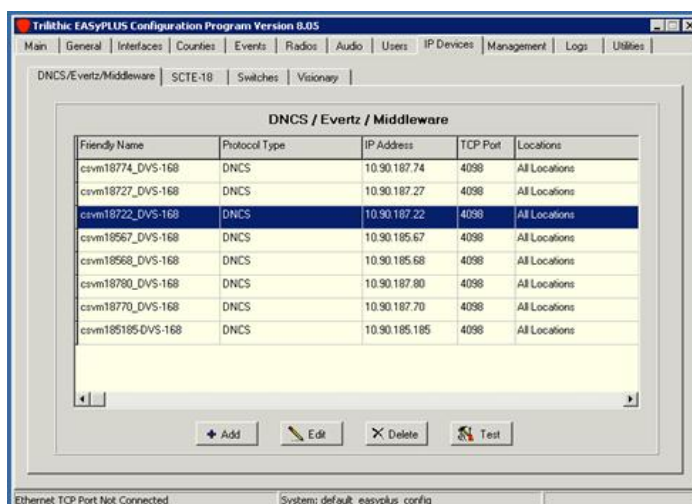 Trilithic EASyPLUS Configuration Program Version 8.05
Main General Interfaces Counties Events Radios Audio Users IP Devices Management Logs Utilities
DNCS/Evertz/Middleware SCTE-18 Switches Visionary
DNCS / Evertz / Middleware
Friendly Name Protocol Type IP Address TCP Port Locations
csvm18774_DVS-168 DNCS 10.90.187.74 4098 All Locations
csvm18727_DVS-168 DNCS 10.90.187.27 4098 All Locations
csvm18722_DVS-168 DNCS 10.90.187.22 4098 All Locations
csvm18567_DVS-168 DNCS 10.90.185.67 4098 All Locations
csvm18568_DVS-168 DNCS 10.90.185.68 4098 All Locations
csvm18780_DVS-168 DNCS 10.90.187.80 4098 All Locations
csvm18770_DVS-168 DNCS 10.90.187.70 4098 All Locations
csvm185185-DVS-168 DNCS 10.90.185.185 4098 All Locations
Add Edit Delete Test
Ethernet TCP Port Not Connected System: default_easyplus_config